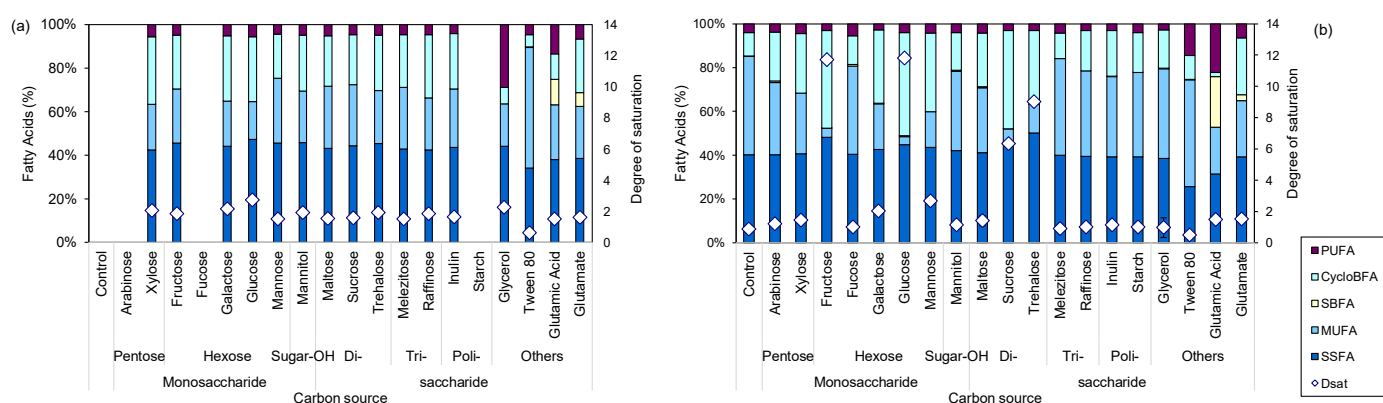 (a)
Fatty Acids (%)
100%
80%
60%
40%
20%
0%
14
12
10
8
6
4
2
0
Degree of saturation
Control
Arabinose
Xylose
Fructose
Fucose
Galactose
Glucose
Mannose
Mannitol
Maltose
Sucrose
Trehalose
Melezitose
Raffinose
Inulin
Starch
Glycerol
Tween 80
Glutamic Acid
Glutamate
Pentose Hexose Sugar-OH Di- Tri- Poli- Others
Monosaccharide saccharide
Carbon source
(b)
Fatty Acids (%)
100%
80%
60%
40%
20%
0%
14
12
10
8
6
4
2
0
Degree of saturation
Control
Arabinose
Xylose
Fructose
Fucose
Galactose
Glucose
Mannose
Mannitol
Maltose
Sucrose
Trehalose
Melezitose
Raffinose
Inulin
Starch
Glycerol
Tween 80
Glutamic Acid
Glutamate
Pentose Hexose Sugar-OH Di- Tri- Poli- Others
Monosaccharide saccharide
Carbon source
PUFA
CycloBFA
SBFA
MUFA
SSFA
Dsat